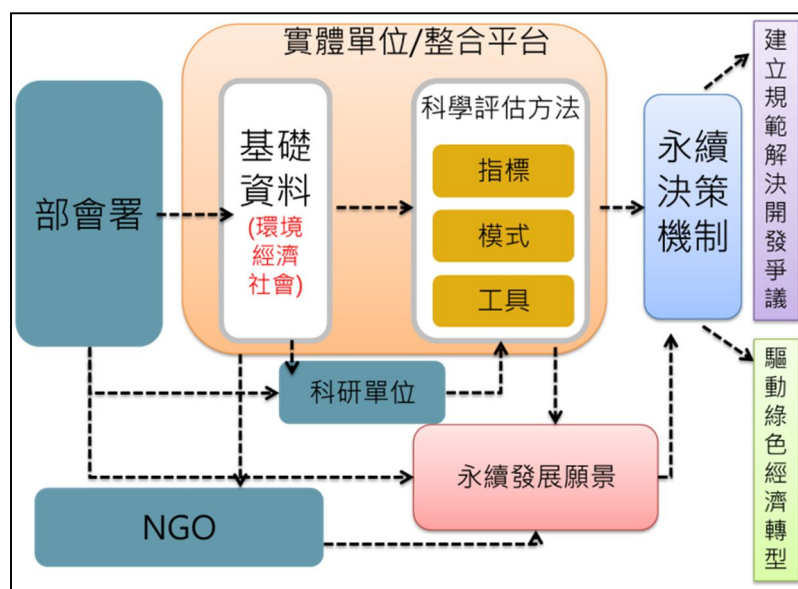 實體單位/整合平台
部會署
基礎
資料
(環境
經濟
社會)
科學評估方法
指標
模式
工具
永續
決策
機制
建立規範解決開發爭議
驅動綠色經濟轉型
科研單位
永續發展願景
NGO